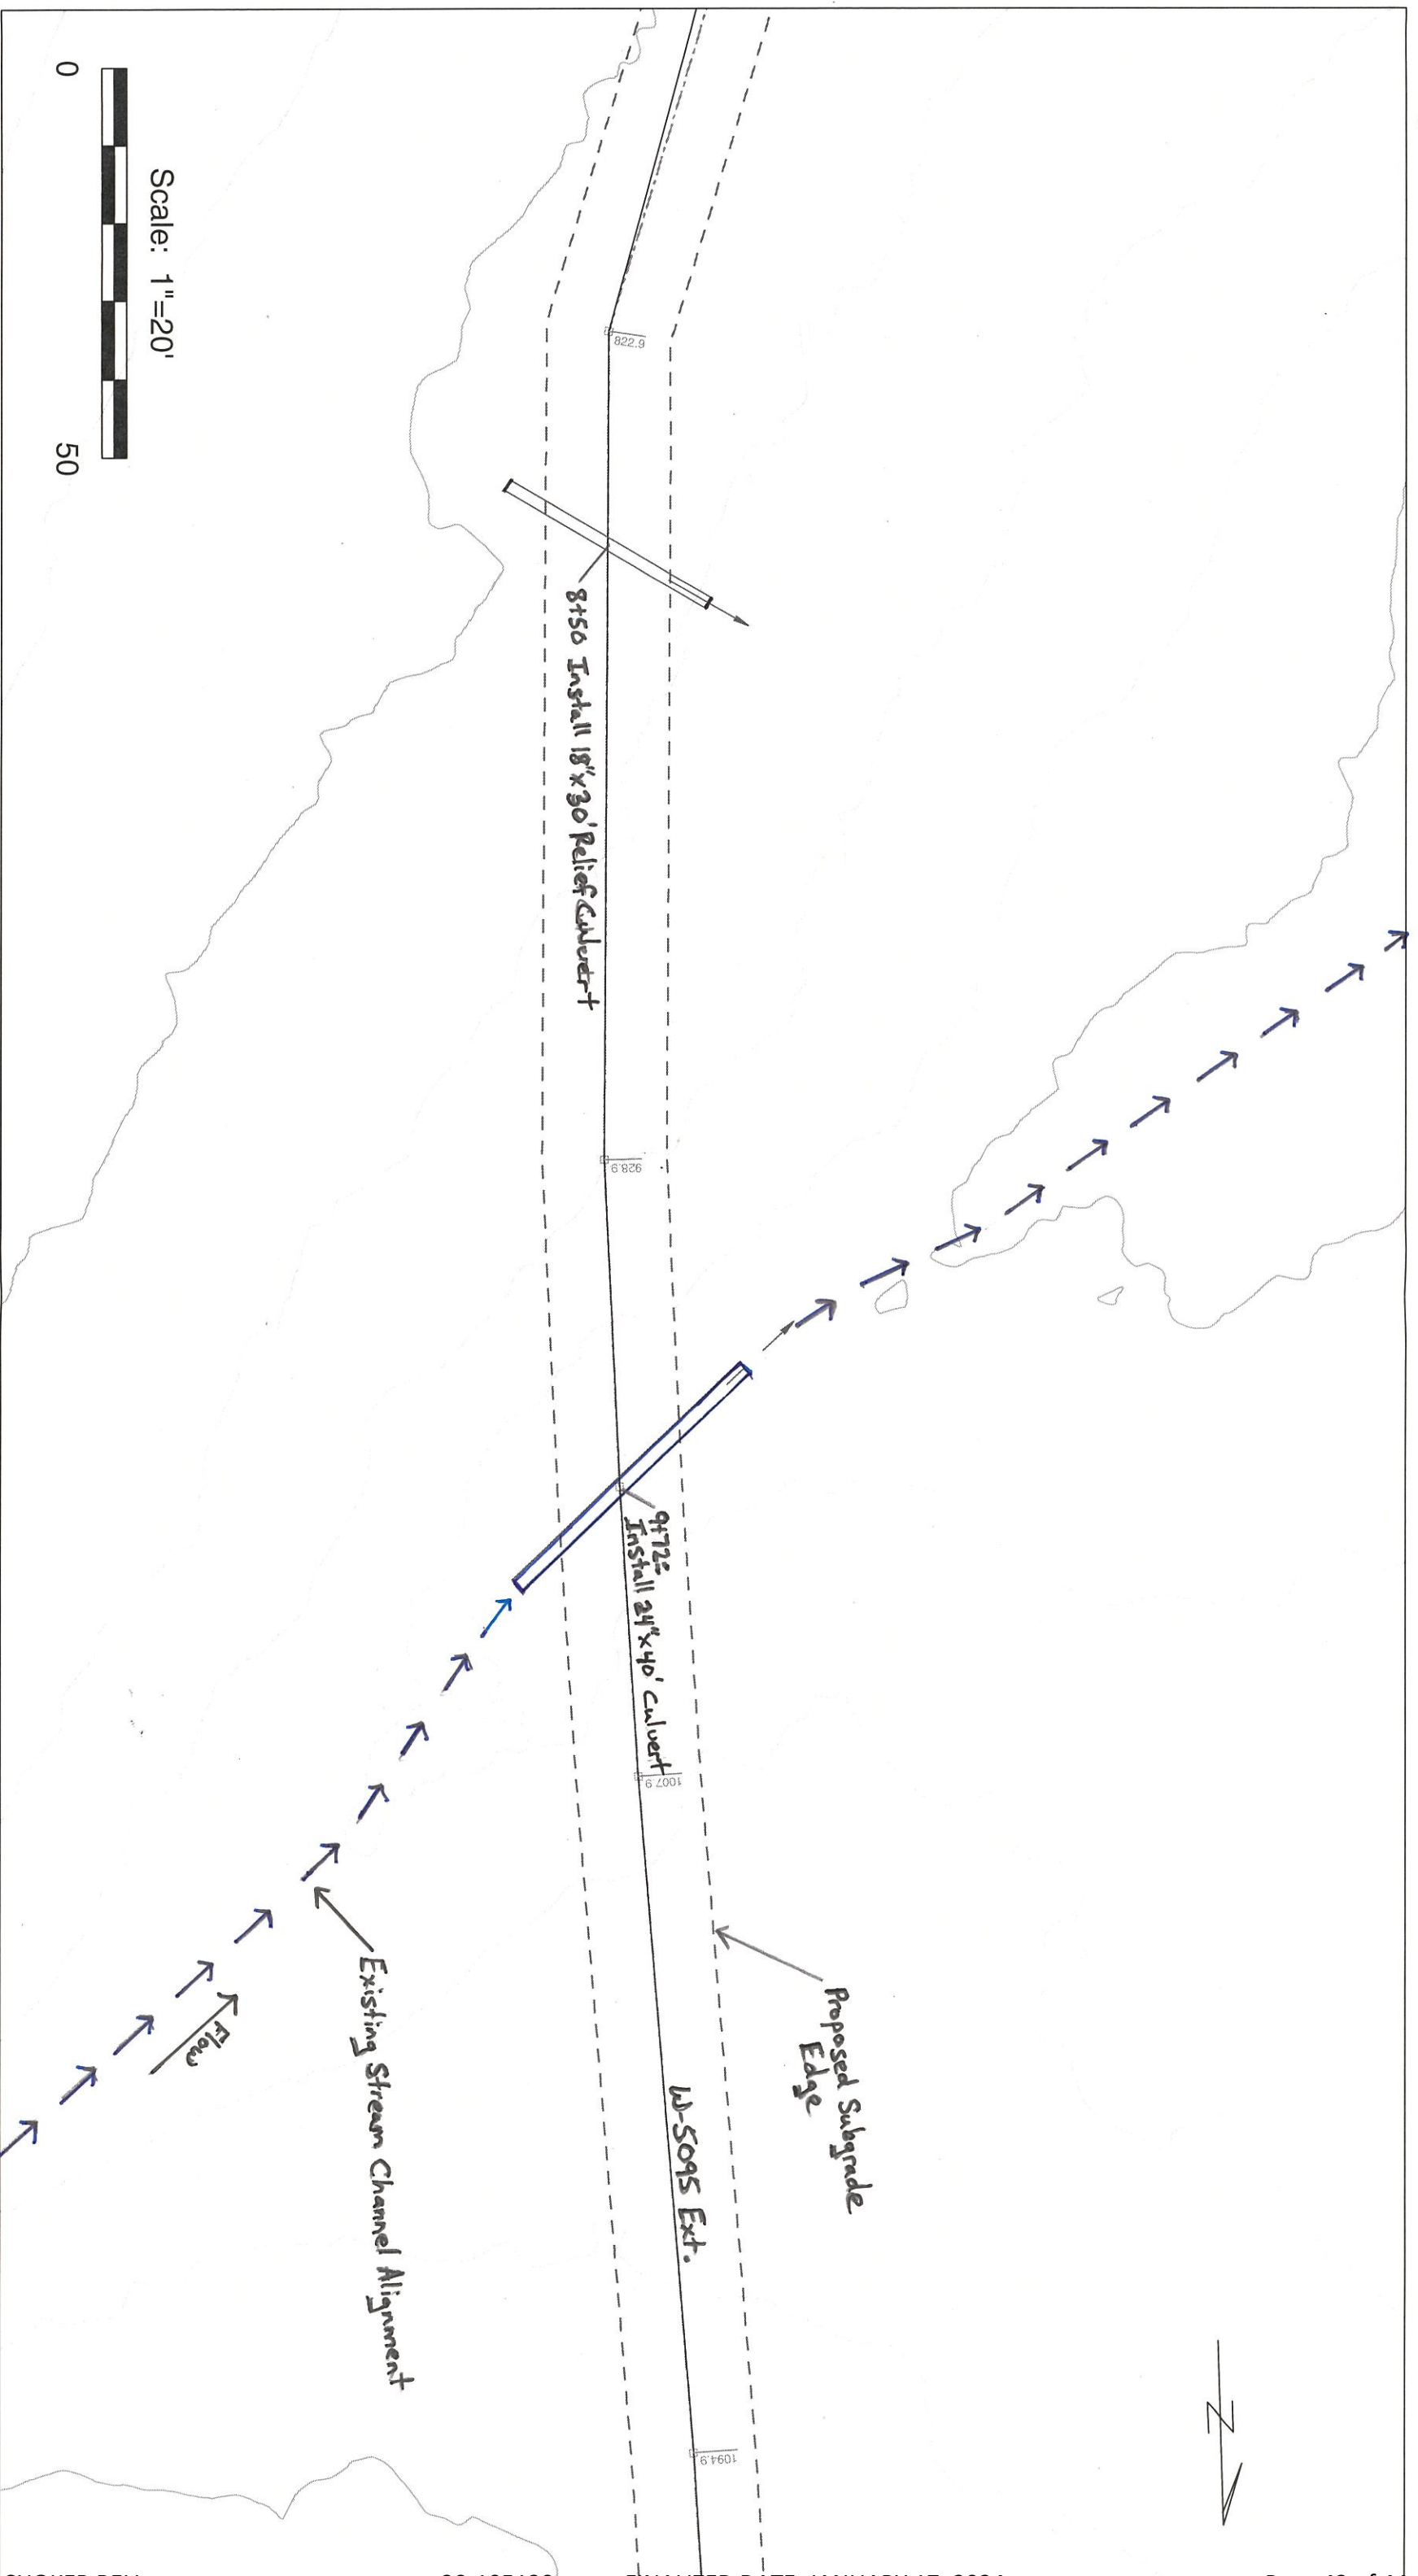 0
50
Scale: 1"=20'
822.9
8+50 Install 18"x30' Relief Culvert
928.9
9+72:
Install 24"x40' Culvert
1007.9
Proposed Subgrade
Edge
W-5095 Ext.
Existing Stream Channel Alignment
Flow
1094.9
N